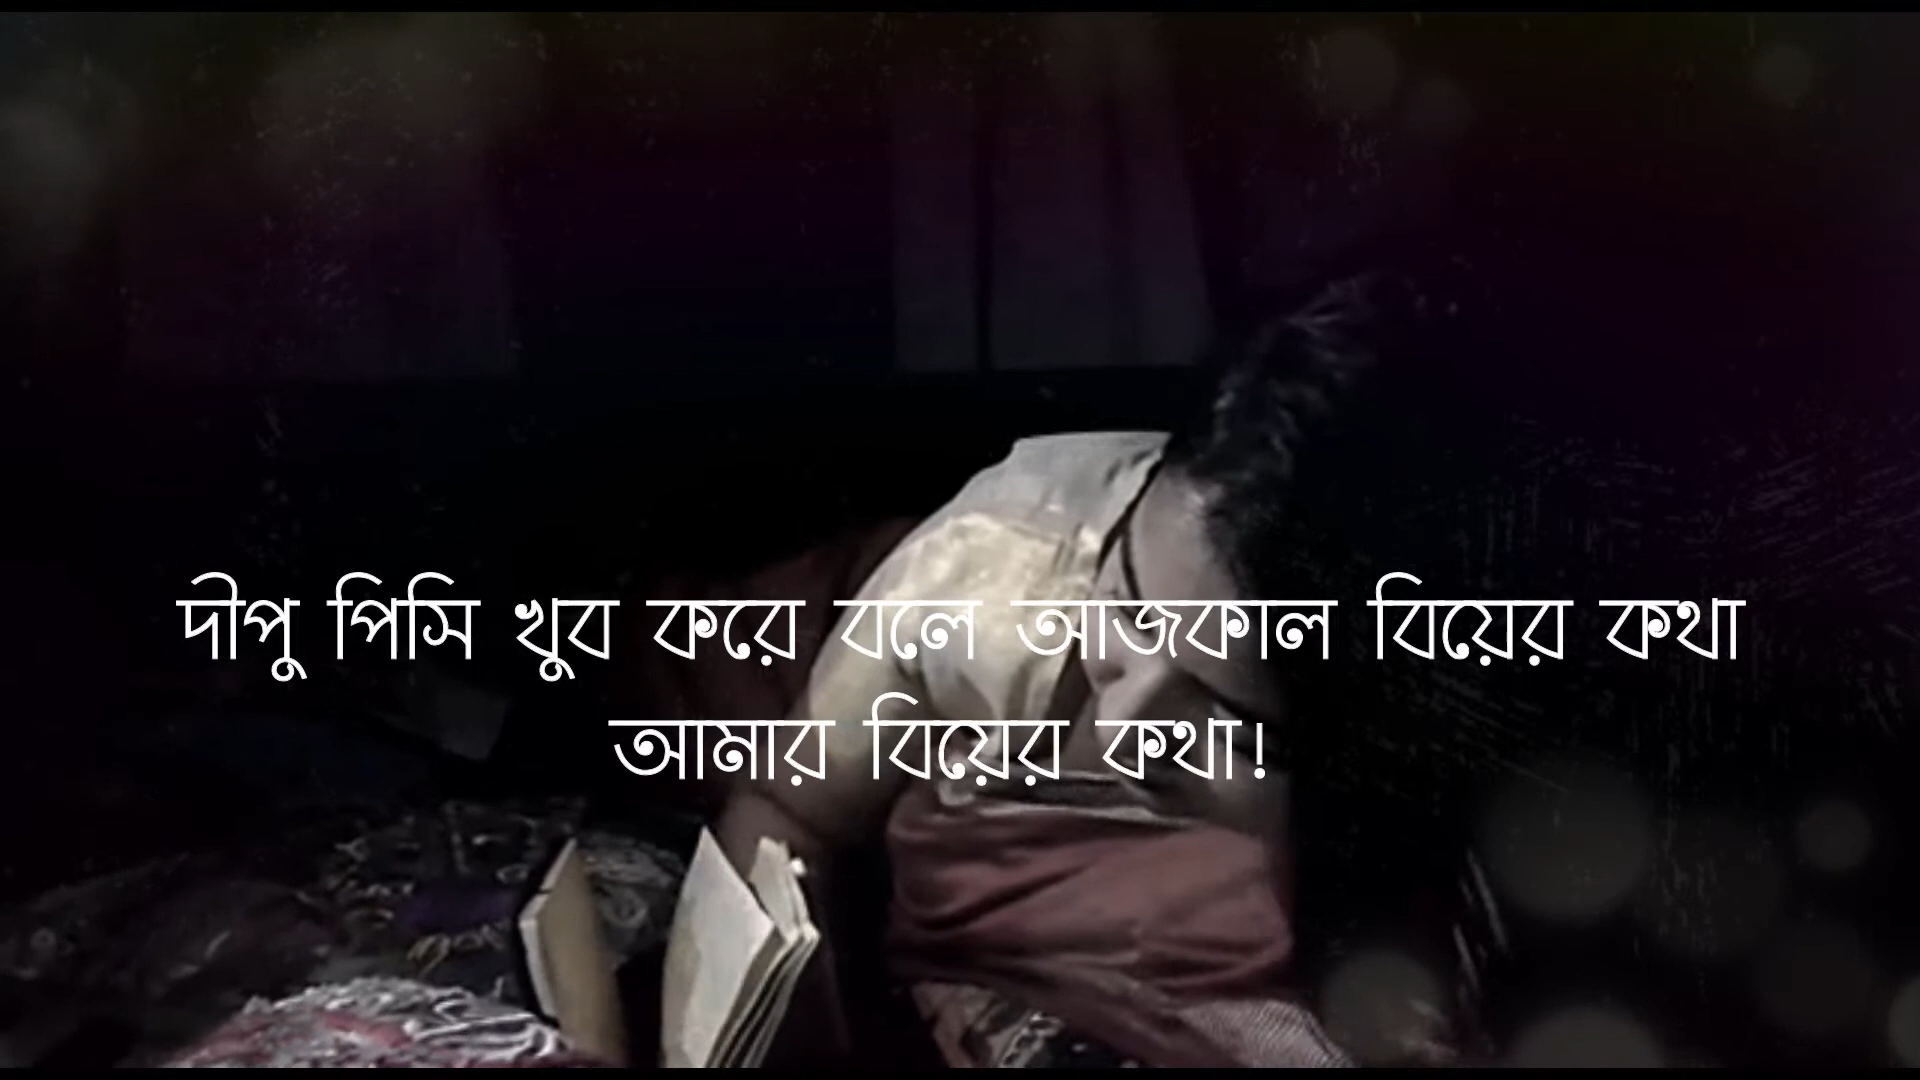 দীপু পিসি খুব করে বলে আজকাল বিয়ের কথা
আমার বিয়ের কথা!